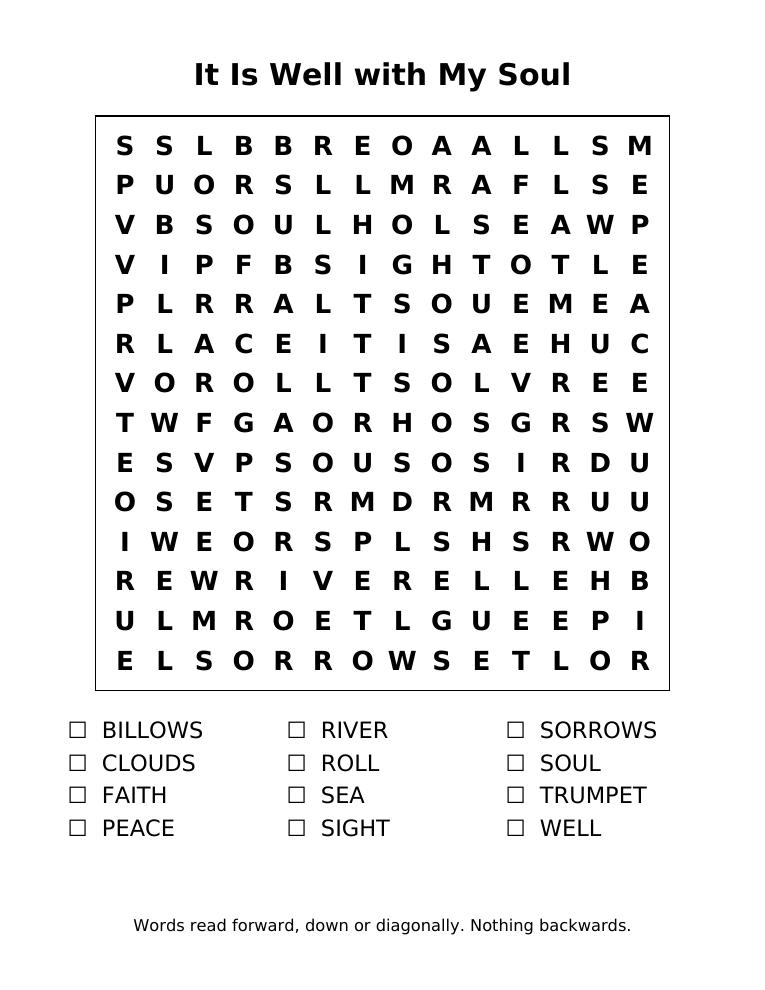 It Is Well with My Soul
S S L B B R E O A A L L S M
P U O R S L L M R A F L S E
V B S O U L H O L S E A W P
V I P F B S I G H T O T L E
P L R R A L T S O U E M E A
R L A C E I T I S A E H U C
V O R O L L T S O L V R E E
T W F G A O R H O S G R S W
E S V P S O U S O S I R D U
O S E T S R M D R M R R U U
I W E O R S P L S H S R W O
R E W R I V E R E L L E H B
U L M R O E T L G U E E P I
E L S O R R O W S E T L O R
☐ BILLOWS ☐ RIVER ☐ SORROWS
☐ CLOUDS ☐ ROLL ☐ SOUL
☐ FAITH ☐ SEA ☐ TRUMPET
☐ PEACE ☐ SIGHT ☐ WELL
Words read forward, down or diagonally. Nothing backwards.